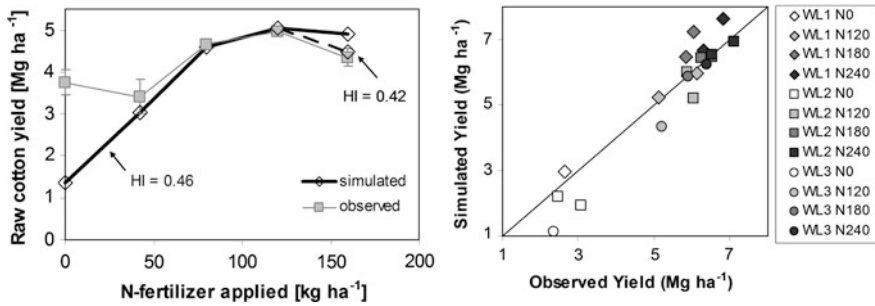 Raw cotton yield [Mg ha⁻¹]
6
5
4
3
2
1
0
HI = 0.42
HI = 0.46
simulated
observed
0
50
100
150
200
N-fertilizer applied [kg ha⁻¹]
Simulated Yield (Mg ha⁻¹)
7
5
3
1
1
3
5
7
Observed Yield (Mg ha⁻¹)
WL1 N0
WL1 N120
WL1 N180
WL1 N240
WL2 N0
WL2 N120
WL2 N180
WL2 N240
WL3 N0
WL3 N120
WL3 N180
WL3 N240